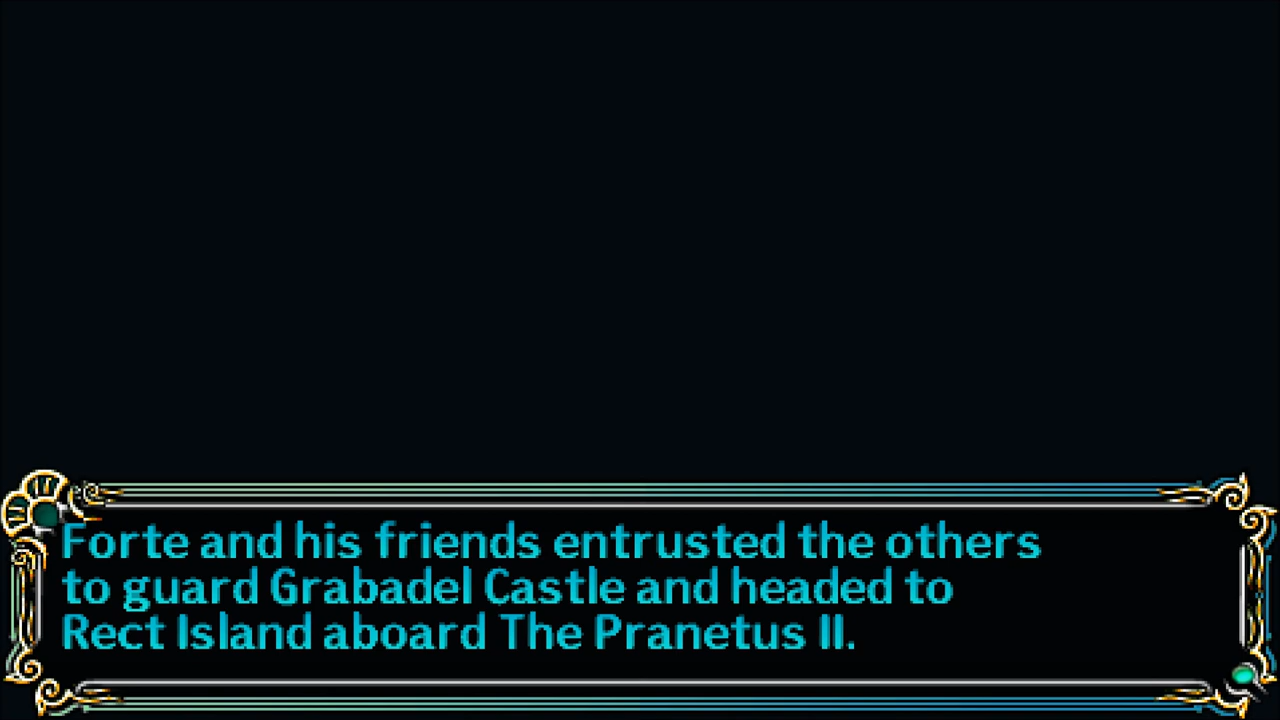 Forte and his friends entrusted the others
to guard Grabadel Castle and headed to
Rect Island aboard The Pranetus II.